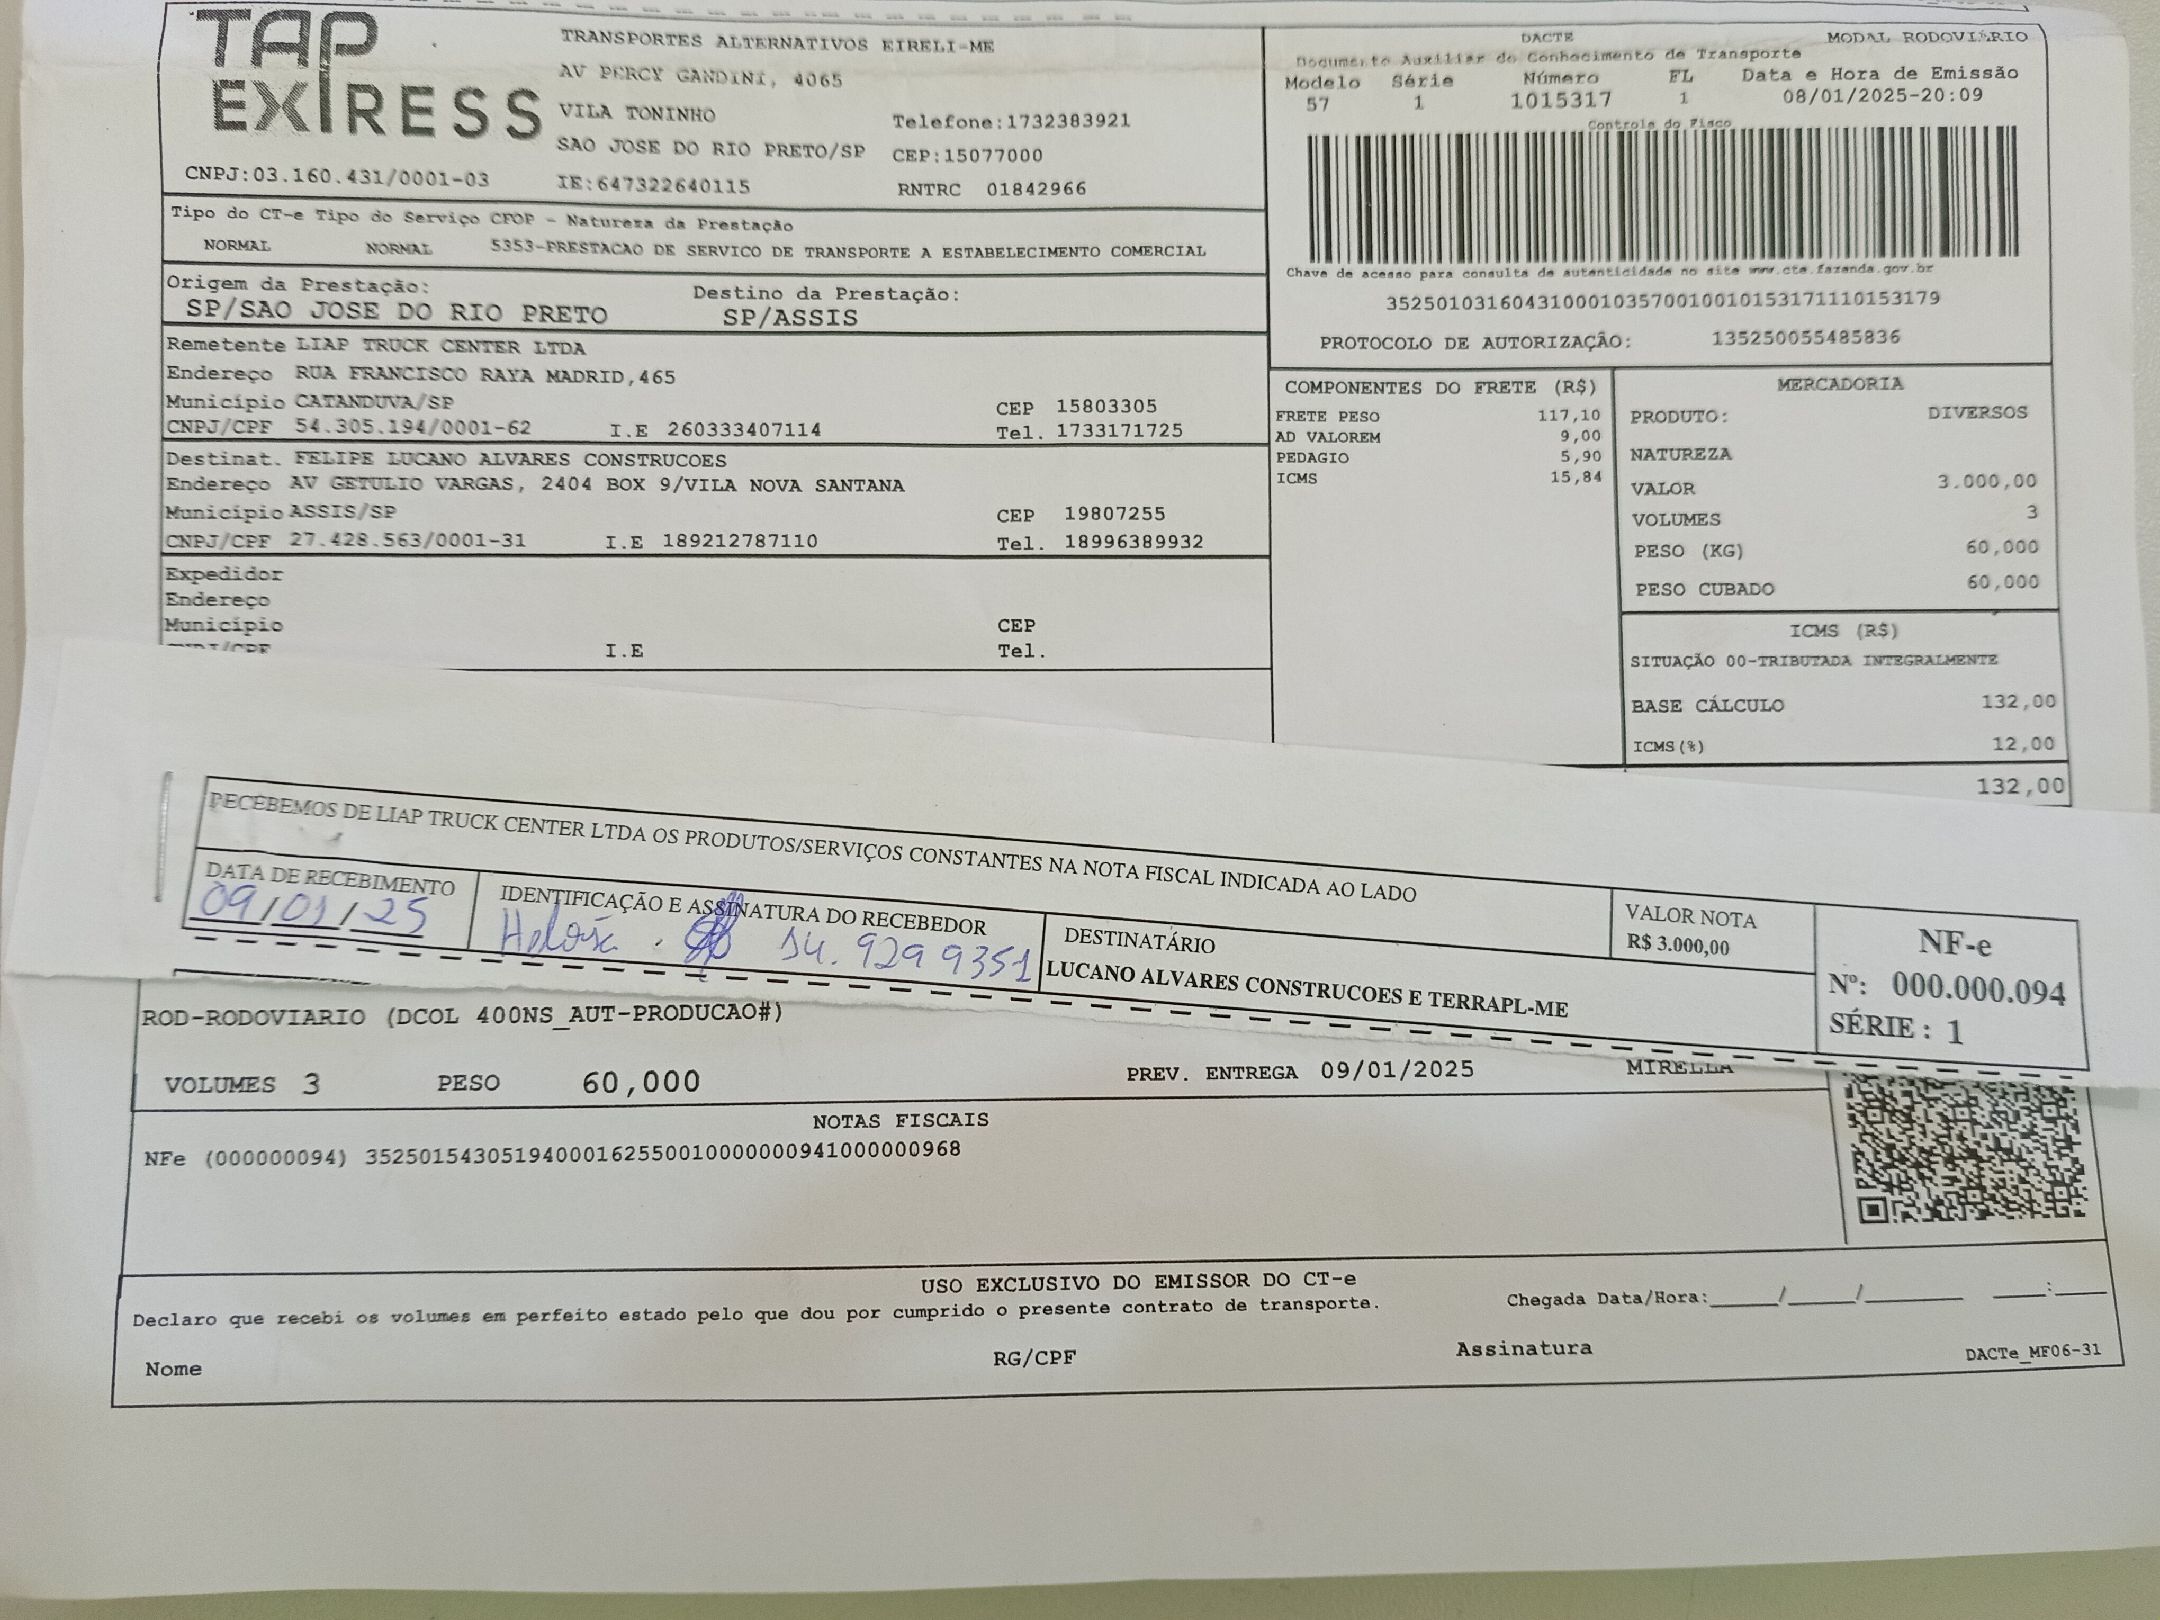 TAP
EXPRESS
TRANSPORTES ALTERNATIVOS EIRELI-ME
AV PERCY GANDINI, 4065
VILA TONINHO
Telefone:1732383921
SAO JOSE DO RIO PRETO/SP CEP:15077000
CNPJ:03.160.431/0001-03 IE:647322640115 RNTRC 01842966
DACTE MODAL RODOVIÁRIO
Documento Auxiliar do Conhecimento de Transporte
Modelo Série Número FL Data e Hora de Emissão
57 1 1015317 1 08/01/2025-20:09
Controle do Fisco
Chave de acesso para consulta de autenticidade no site www.cte.fazenda.gov.br
35250103160431000103570010010153171110153179
PROTOCOLO DE AUTORIZAÇÃO: 135250055485836
Tipo do CT-e Tipo do Serviço CFOP - Natureza da Prestação
NORMAL NORMAL 5353-PRESTACAO DE SERVICO DE TRANSPORTE A ESTABELECIMENTO COMERCIAL
Origem da Prestação: Destino da Prestação:
SP/SAO JOSE DO RIO PRETO SP/ASSIS
Remetente LIAP TRUCK CENTER LTDA
Endereço RUA FRANCISCO RAYA MADRID,465
Município CATANDUVA/SP CEP 15803305
CNPJ/CPF 54.305.194/0001-62 I.E 260333407114 Tel. 1733171725
Destinat. FELIPE LUCANO ALVARES CONSTRUCOES
Endereço AV GETULIO VARGAS, 2404 BOX 9/VILA NOVA SANTANA
Município ASSIS/SP CEP 19807255
CNPJ/CPF 27.428.563/0001-31 I.E 189212787110 Tel. 18996389932
Expedidor
Endereço
Município CEP
I.E Tel.
COMPONENTES DO FRETE (R$)
FRETE PESO 117,10
AD VALOREM 9,00
PEDAGIO 5,90
ICMS 15,84
MERCADORIA
PRODUTO: DIVERSOS
NATUREZA
VALOR 3.000,00
VOLUMES 3
PESO (KG) 60,000
PESO CUBADO 60,000
ICMS (R$)
SITUAÇÃO 00-TRIBUTADA INTEGRALMENTE
BASE CÁLCULO 132,00
ICMS(%) 12,00
132,00
RECEBEMOS DE LIAP TRUCK CENTER LTDA OS PRODUTOS/SERVIÇOS CONSTANTES NA NOTA FISCAL INDICADA AO LADO
DATA DE RECEBIMENTO
09/01/25
IDENTIFICAÇÃO E ASSINATURA DO RECEBEDOR
Heloísa 14.929 9351
DESTINATÁRIO
LUCANO ALVARES CONSTRUCOES E TERRAPL-ME
VALOR NOTA
R$ 3.000,00
NF-e
Nº: 000.000.094
SÉRIE: 1
ROD-RODOVIARIO (DCOL 400NS_AUT-PRODUCAO#)
VOLUMES 3 PESO 60,000 PREV. ENTREGA 09/01/2025 MIRELLA
NOTAS FISCAIS
NFe (000000094) 35250154305194000162550010000000941000000968
USO EXCLUSIVO DO EMISSOR DO CT-e
Declaro que recebi os volumes em perfeito estado pelo que dou por cumprido o presente contrato de transporte. Chegada Data/Hora:____/____/______ ___:___
Nome RG/CPF Assinatura DACTe_MF06-31